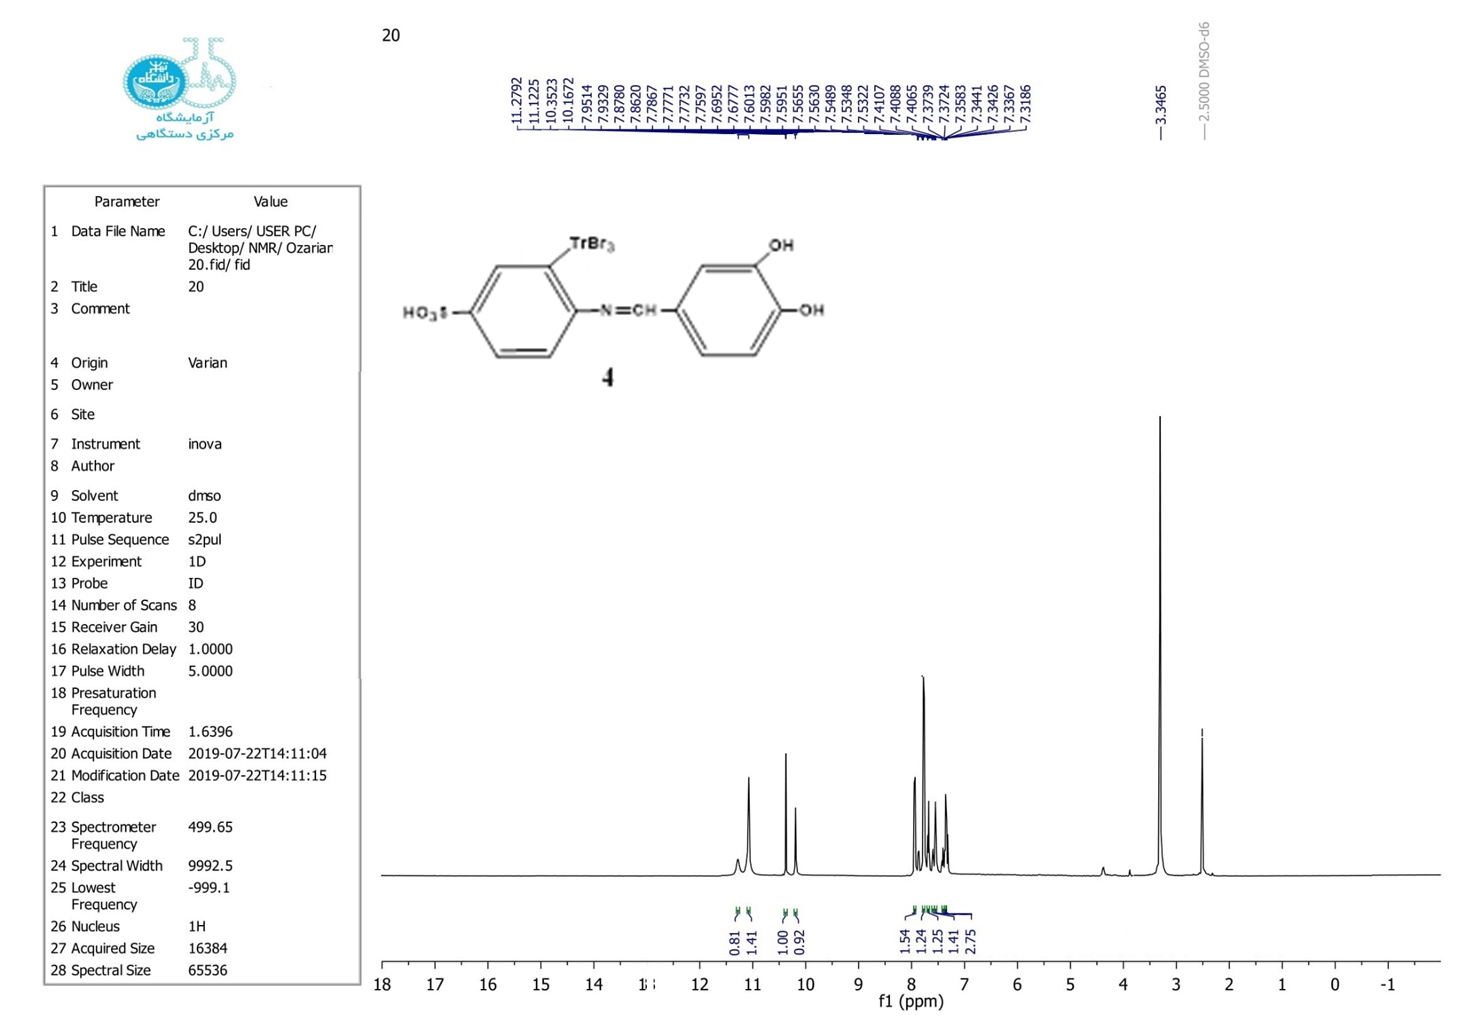 دانشگاه
تهران
آزمایشگاه
مرکزی دستگاهی
20
11.2792
11.1225
10.3523
10.1672
7.9514
7.9329
7.8780
7.8620
7.7867
7.7771
7.7732
7.7597
7.6952
7.6777
7.6013
7.5982
7.5951
7.5655
7.5630
7.5489
7.5348
7.5322
7.4107
7.4088
7.4065
7.3739
7.3724
7.3583
7.3441
7.3426
7.3367
7.3186
3.3465
2.5000 DMSO-d6
Parameter Value
1 Data File Name C:/ Users/ USER PC/
Desktop/ NMR/ Ozarian
20.fid/ fid
2 Title 20
3 Comment
4 Origin Varian
5 Owner
6 Site
7 Instrument inova
8 Author
9 Solvent dmso
10 Temperature 25.0
11 Pulse Sequence s2pul
12 Experiment 1D
13 Probe ID
14 Number of Scans 8
15 Receiver Gain 30
16 Relaxation Delay 1.0000
17 Pulse Width 5.0000
18 Presaturation
Frequency
19 Acquisition Time 1.6396
20 Acquisition Date 2019-07-22T14:11:04
21 Modification Date 2019-07-22T14:11:15
22 Class
23 Spectrometer 499.65
Frequency
24 Spectral Width 9992.5
25 Lowest -999.1
Frequency
26 Nucleus 1H
27 Acquired Size 16384
28 Spectral Size 65536
TrBr3
OH
HO3S
N=CH
OH
4
0.81
1.41
1.00
0.92
1.54
1.24
1.25
1.41
2.75
18 17 16 15 14 12 11 10 9 8 7 6 5 4 3 2 1 0 -1
f1 (ppm)